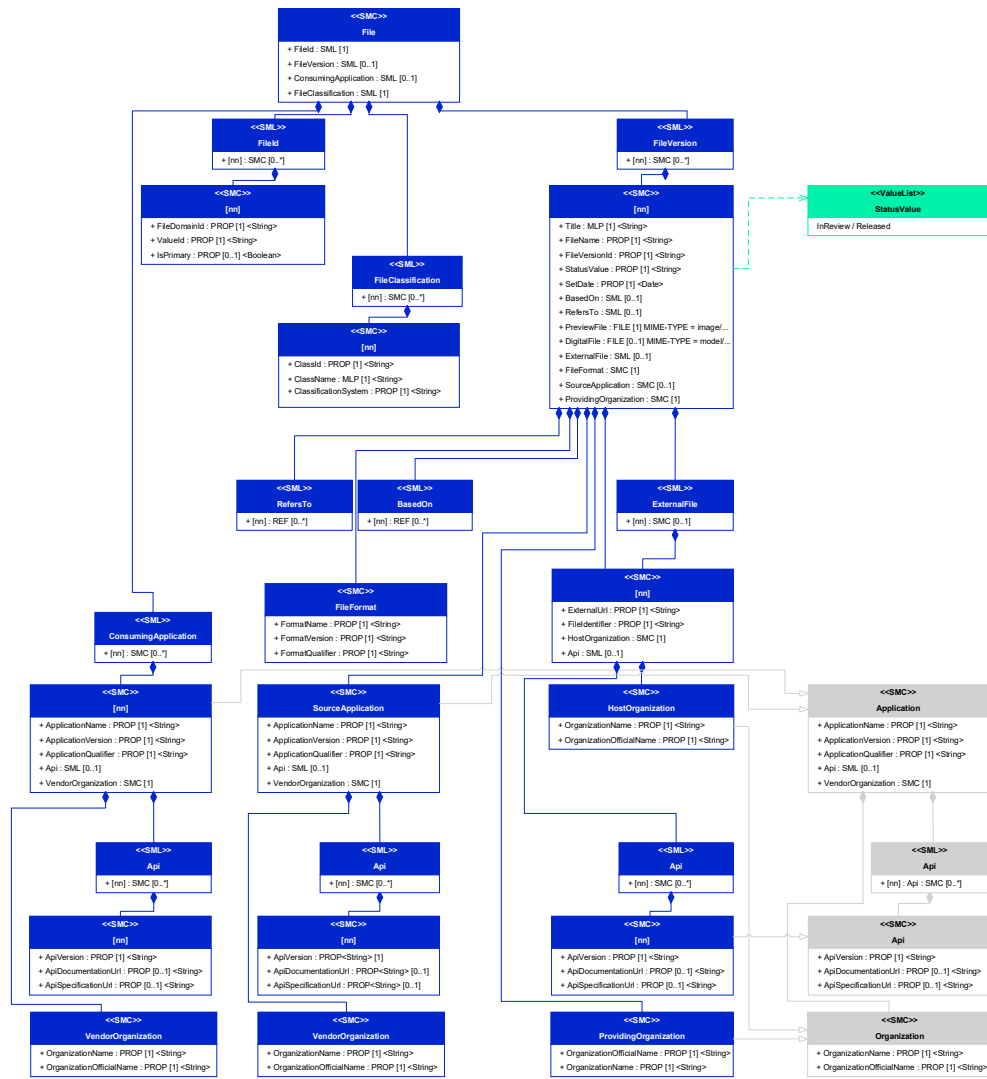 <<SMC>>
File
+ FileId : SML [1]
+ FileVersion : SML [0..1]
+ ConsumingApplication : SML [0..1]
+ FileClassification : SML [1]
<<SML>>
FileId
+ [nn] : SMC [0..*]
<<SML>>
FileVersion
+ [nn] : SMC [0..*]
<<SMC>>
[nn]
+ FileDomainId : PROP [1] <String>
+ ValueId : PROP [1] <String>
+ IsPrimary : PROP [0..1] <Boolean>
<<SMC>>
[nn]
+ Title : MLP [1] <String>
+ FileName : PROP [1] <String>
+ FileVersionId : PROP [1] <String>
+ StatusValue : PROP [1] <String>
+ SetDate : PROP [1] <Date>
+ BasedOn : SML [0..1]
+ RefersTo : SML [0..1]
+ PreviewFile : FILE [1] MIME-TYPE = image/...
+ DigitalFile : FILE [0..1] MIME-TYPE = model/...
+ ExternalFile : SML [0..1]
+ FileFormat : SMC [1]
+ SourceApplication : SMC [0..1]
+ ProvidingOrganization : SMC [1]
<<ValueList>>
StatusValue
InReview / Released
<<SML>>
FileClassification
+ [nn] : SMC [0..*]
<<SMC>>
[nn]
+ ClassId : PROP [1] <String>
+ ClassName : MLP [1] <String>
+ ClassificationSystem : PROP [1] <String>
<<SML>>
RefersTo
+ [nn] : REF [0..*]
<<SML>>
BasedOn
+ [nn] : REF [0..*]
<<SML>>
ExternalFile
+ [nn] : SMC [0..1]
<<SMC>>
FileFormat
+ FormatName : PROP [1] <String>
+ FormatVersion : PROP [1] <String>
+ FormatQualifier : PROP [1] <String>
<<SMC>>
[nn]
+ ExternalUrl : PROP [1] <String>
+ FileIdentifier : PROP [1] <String>
+ HostOrganization : SMC [1]
+ Api : SML [0..1]
<<SML>>
ConsumingApplication
+ [nn] : SMC [0..*]
<<SMC>>
[nn]
+ ApplicationName : PROP [1] <String>
+ ApplicationVersion : PROP [1] <String>
+ ApplicationQualifier : PROP [1] <String>
+ Api : SML [0..1]
+ VendorOrganization : SMC [1]
<<SMC>>
SourceApplication
+ ApplicationName : PROP [1] <String>
+ ApplicationVersion : PROP [1] <String>
+ ApplicationQualifier : PROP [1] <String>
+ Api : SML [0..1]
+ VendorOrganization : SMC [1]
<<SMC>>
HostOrganization
+ OrganizationName : PROP [1] <String>
+ OrganizationOfficialName : PROP [1] <String>
<<SMC>>
Application
+ ApplicationName : PROP [1] <String>
+ ApplicationVersion : PROP [1] <String>
+ ApplicationQualifier : PROP [1] <String>
+ Api : SML [0..1]
+ VendorOrganization : SMC [1]
<<SML>>
Api
+ [nn] : SMC [0..*]
<<SML>>
Api
+ [nn] : SMC [0..*]
<<SML>>
Api
+ [nn] : SMC [0..*]
<<SML>>
Api
+ [nn] : Api : SMC [0..*]
<<SMC>>
[nn]
+ ApiVersion : PROP [1] <String>
+ ApiDocumentationUrl : PROP [0..1] <String>
+ ApiSpecificationUrl : PROP [0..1] <String>
<<SMC>>
[nn]
+ ApiVersion : PROP<String> [1]
+ ApiDocumentationUrl : PROP<String> [0..1]
+ ApiSpecificationUrl : PROP<String> [0..1]
<<SMC>>
[nn]
+ ApiVersion : PROP [1] <String>
+ ApiDocumentationUrl : PROP [0..1] <String>
+ ApiSpecificationUrl : PROP [0..1] <String>
<<SMC>>
Api
+ ApiVersion : PROP [1] <String>
+ ApiDocumentationUrl : PROP [0..1] <String>
+ ApiSpecificationUrl : PROP [0..1] <String>
<<SMC>>
VendorOrganization
+ OrganizationName : PROP [1] <String>
+ OrganizationOfficialName : PROP [1] <String>
<<SMC>>
VendorOrganization
+ OrganizationName : PROP [1] <String>
+ OrganizationOfficialName : PROP [1] <String>
<<SMC>>
ProvidingOrganization
+ OrganizationOfficialName : PROP [1] <String>
+ OrganizationName : PROP [1] <String>
<<SMC>>
Organization
+ OrganizationName : PROP [1] <String>
+ OrganizationOfficialName : PROP [1] <String>